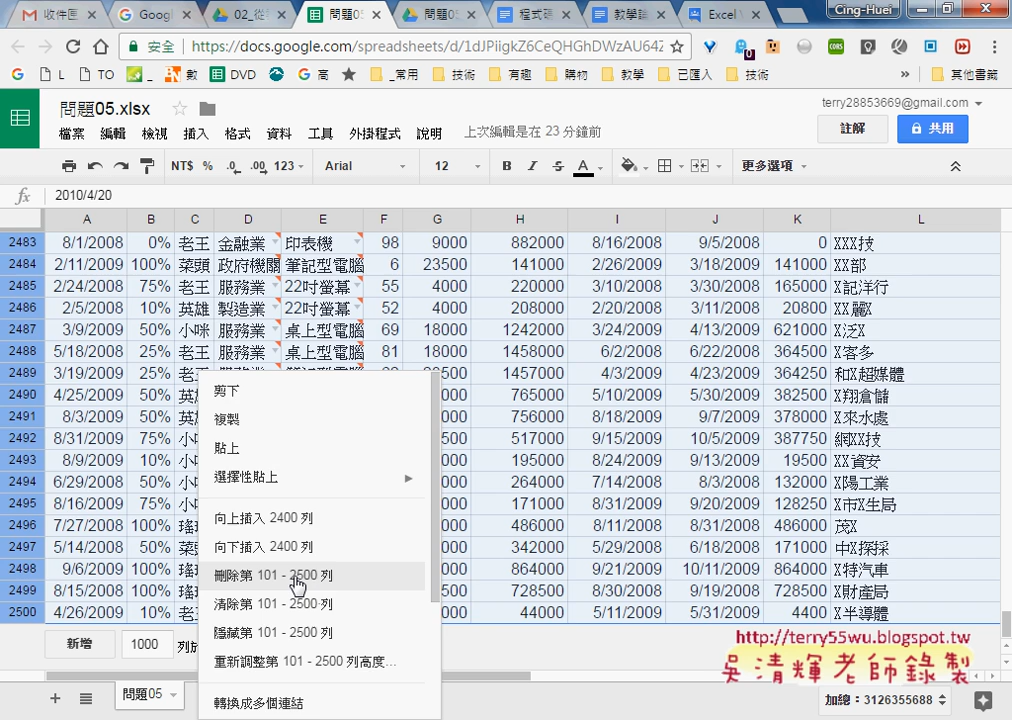 收件匣 Google 02_從 問題05 問題05 程式碼 教學論 Excel V Cing-Huei
安全 https://docs.google.com/spreadsheets/d/1dJPiigkZ6CeQHGhDWzAU64Z
L TO 數 DVD 高 _常用 技術 有趣 購物 教學 已匯入 技術 » 其他書籤
問題05.xlsx
terry28853669@gmail.com
檔案 編輯 檢視 插入 格式 資料 工具 外掛程式 說明 上次編輯是在 23 分鐘前
註解 共用
NT$ % .0 .00 123 Arial 12 B I S A 更多選項
fx 2010/4/20
A B C D E F G H I J K L
2483 8/1/2008 0% 老王 金融業 印表機 98 9000 882000 8/16/2008 9/5/2008 0 XXX技
2484 2/11/2009 100% 菜頭 政府機關 筆記型電腦 6 23500 141000 2/26/2009 3/18/2009 141000 XX部
2485 2/24/2008 75% 老王 服務業 22吋螢幕 55 4000 220000 3/10/2008 3/30/2008 165000 X記洋行
2486 2/5/2008 10% 英雄 製造業 22吋螢幕 52 4000 208000 2/20/2008 3/11/2008 20800 XX麗X
2487 3/9/2009 50% 小咪 服務業 桌上型電腦 69 18000 1242000 3/24/2009 4/13/2009 621000 X泛X
2488 5/18/2008 25% 老王 服務業 桌上型電腦 81 18000 1458000 6/2/2008 6/22/2008 364500 X客多
2489 3/19/2009 25% 老王 1457000 4/3/2009 4/23/2009 364250 和X超媒體
2490 4/25/2009 50% 英 000 765000 5/10/2009 5/30/2009 382500 X翔倉儲
2491 8/3/2009 50% 英 000 756000 8/18/2009 9/7/2009 378000 X來水處
2492 8/31/2009 75% 小 500 517000 9/15/2009 10/5/2009 387750 網XX技
2493 8/9/2009 10% 小 000 195000 8/24/2009 9/13/2009 19500 XX資安
2494 6/29/2008 50% 000 264000 7/14/2008 8/3/2008 132000 X陽工業
2495 8/16/2009 75% 小 000 171000 8/31/2009 9/20/2009 128250 X市X生局
2496 7/27/2008 100% 000 486000 8/11/2008 8/31/2008 486000 茂X
2497 5/14/2008 50% 000 342000 5/29/2008 6/18/2008 171000 中X探採
2498 9/6/2009 100% 000 864000 9/21/2009 10/11/2009 864000 X特汽車
2499 8/15/2008 100% 500 728500 8/30/2008 9/19/2008 728500 X財產局
2500 4/26/2009 10% 老 000 44000 5/11/2009 5/31/2009 4400 X半導體
剪下
複製
貼上
選擇性貼上
向上插入 2400 列
向下插入 2400 列
刪除第 101 - 2500 列
清除第 101 - 2500 列
隱藏第 101 - 2500 列
重新調整第 101 - 2500 列高度...
轉換成多個連結
新增 1000
http://terry55wu.blogspot.tw
吳清輝老師錄製
問題05 加總：3126355688